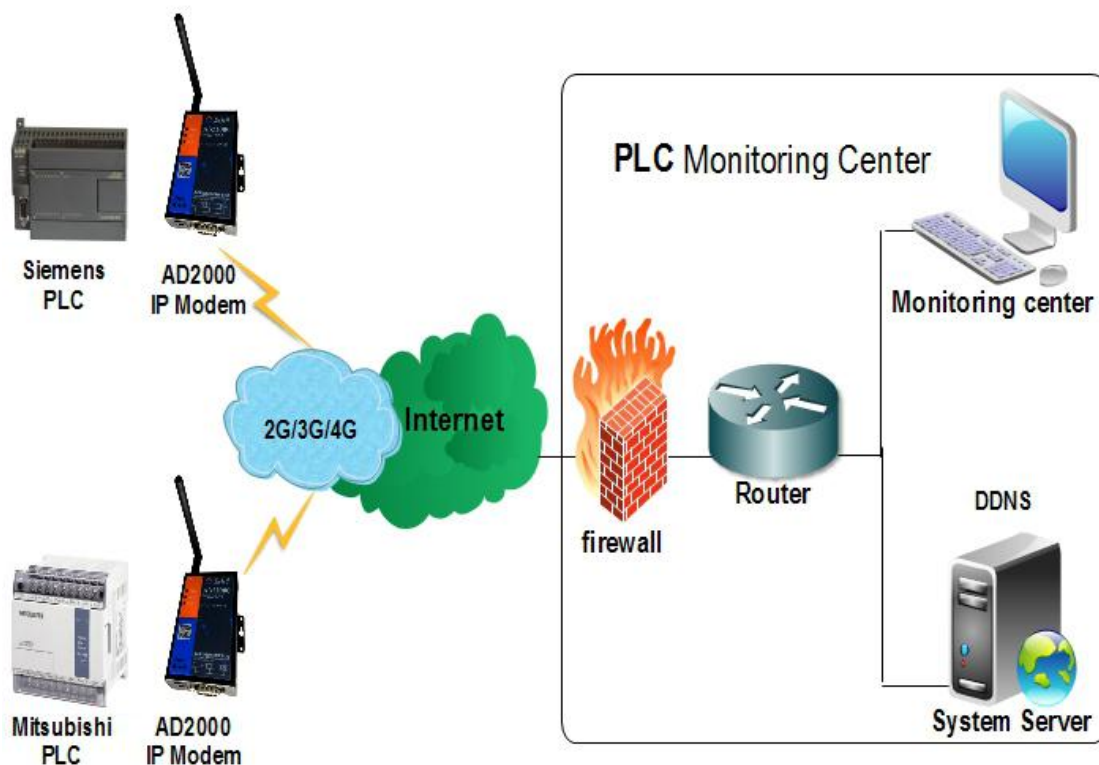 Siemens
PLC
AD2000
IP Modem
2G/3G/4G
Internet
Mitsubishi
PLC
AD2000
IP Modem
PLC Monitoring Center
firewall
Router
Monitoring center
DDNS
System Server